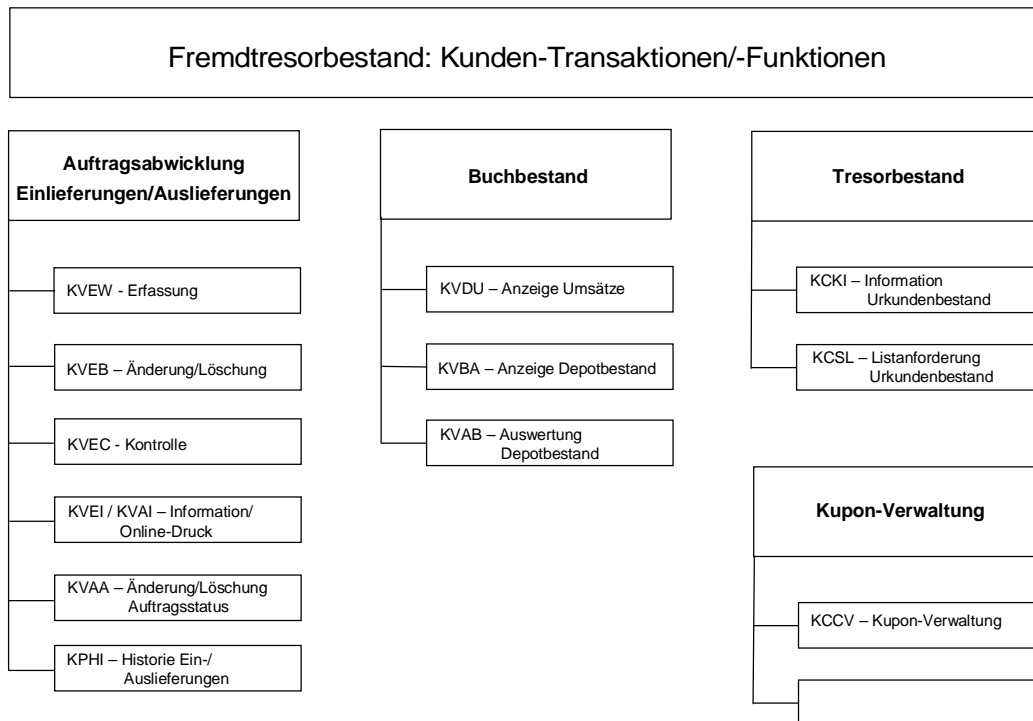 Fremdtresorbestand: Kunden-Transaktionen/-Funktionen
Auftragsabwicklung
Einlieferungen/Auslieferungen
KVEW - Erfassung
KVEB – Änderung/Löschung
KVEC - Kontrolle
KVEI / KVAI – Information/
Online-Druck
KVAA – Änderung/Löschung
Auftragsstatus
KPHI – Historie Ein-/
Auslieferungen
Buchbestand
KVDU – Anzeige Umsätze
KVBA – Anzeige Depotbestand
KVAB – Auswertung
Depotbestand
Tresorbestand
KCKI – Information
Urkundenbestand
KCSL – Listanforderung
Urkundenbestand
Kupon-Verwaltung
KCCV – Kupon-Verwaltung